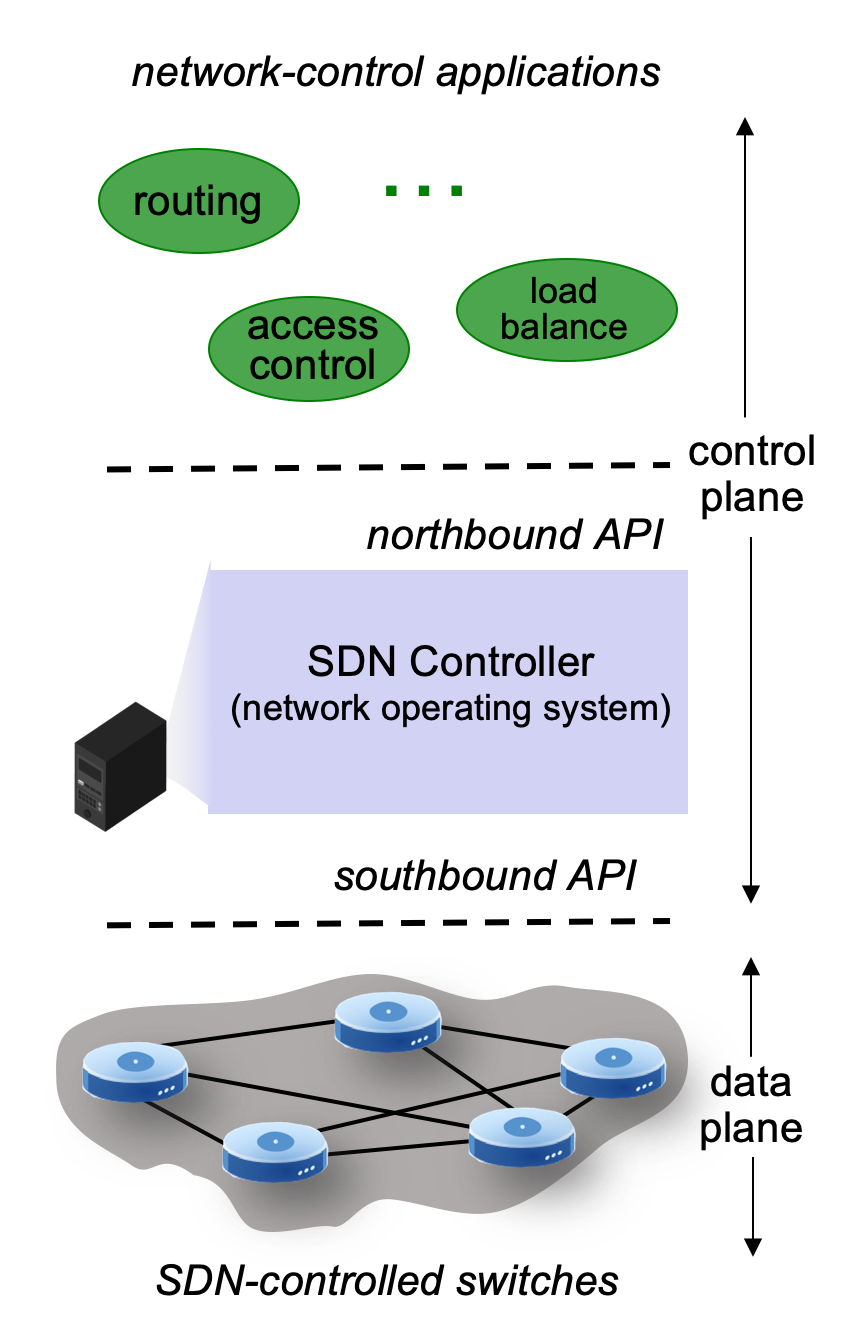 network-control applications
routing
. . .
access
control
load
balance
control
plane
northbound API
SDN Controller
(network operating system)
southbound API
data
plane
SDN-controlled switches